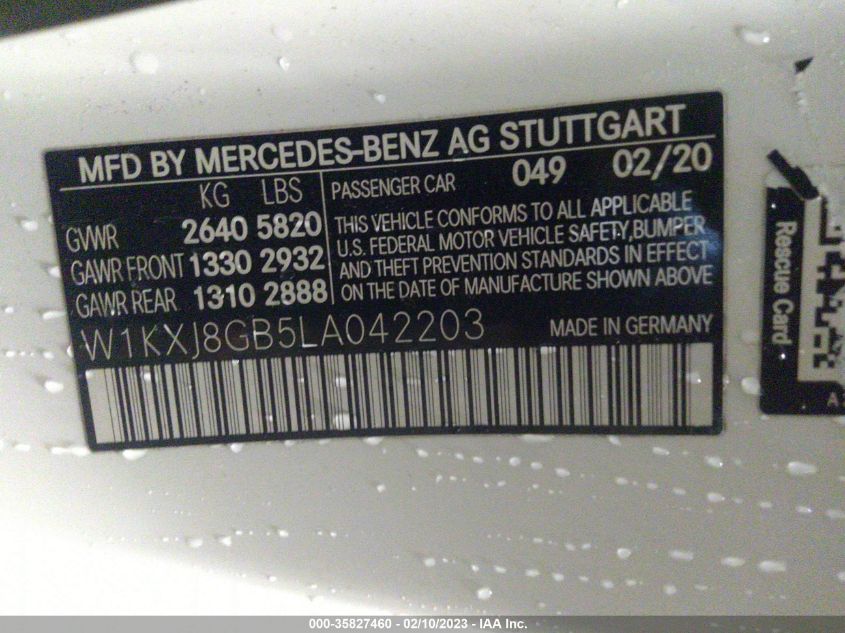 MFD BY MERCEDES-BENZ AG STUTTGART
KG LBS
GVWR 2640 5820
GAWR FRONT 1330 2932
GAWR REAR 1310 2888
PASSENGER CAR 049 02/20
THIS VEHICLE CONFORMS TO ALL APPLICABLE
U.S. FEDERAL MOTOR VEHICLE SAFETY,BUMPER
AND THEFT PREVENTION STANDARDS IN EFFECT
ON THE DATE OF MANUFACTURE SHOWN ABOVE
W1KXJ8GB5LA042203 MADE IN GERMANY
Rescue Card
A
000-35827460 - 02/10/2023 - IAA Inc.